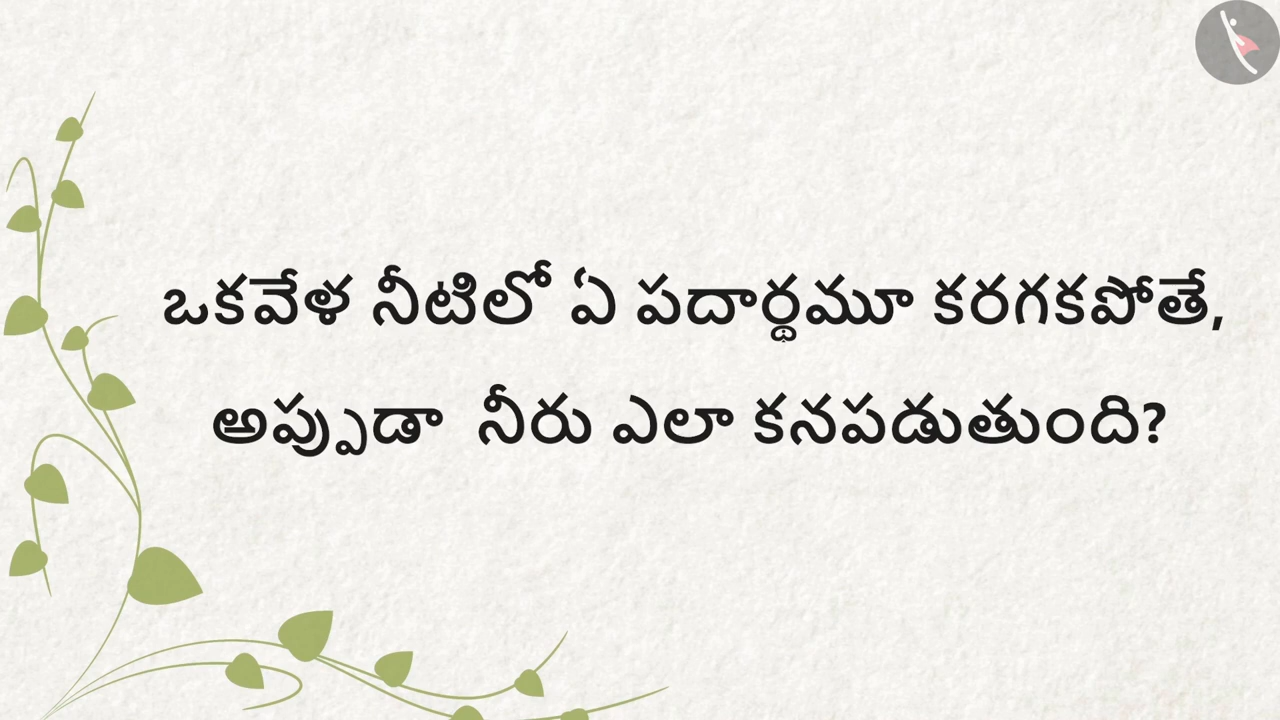 ఒకవేళ నీటిలో ఏ పదార్థమూ కరగకపోతే,
అప్పుడా నీరు ఎలా కనపడుతుంది?